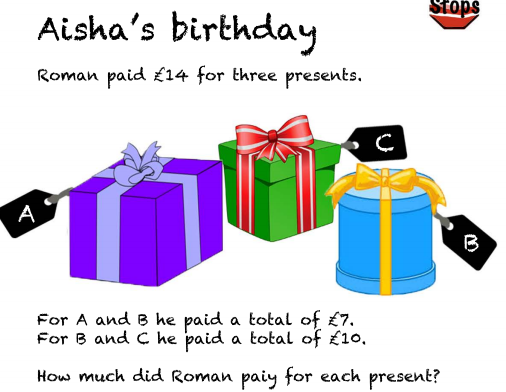 Stops
Aisha's birthday
Roman paid £14 for three presents.
C
A
B
For A and B he paid a total of £7.
For B and C he paid a total of £10.
How much did Roman paiy for each present?